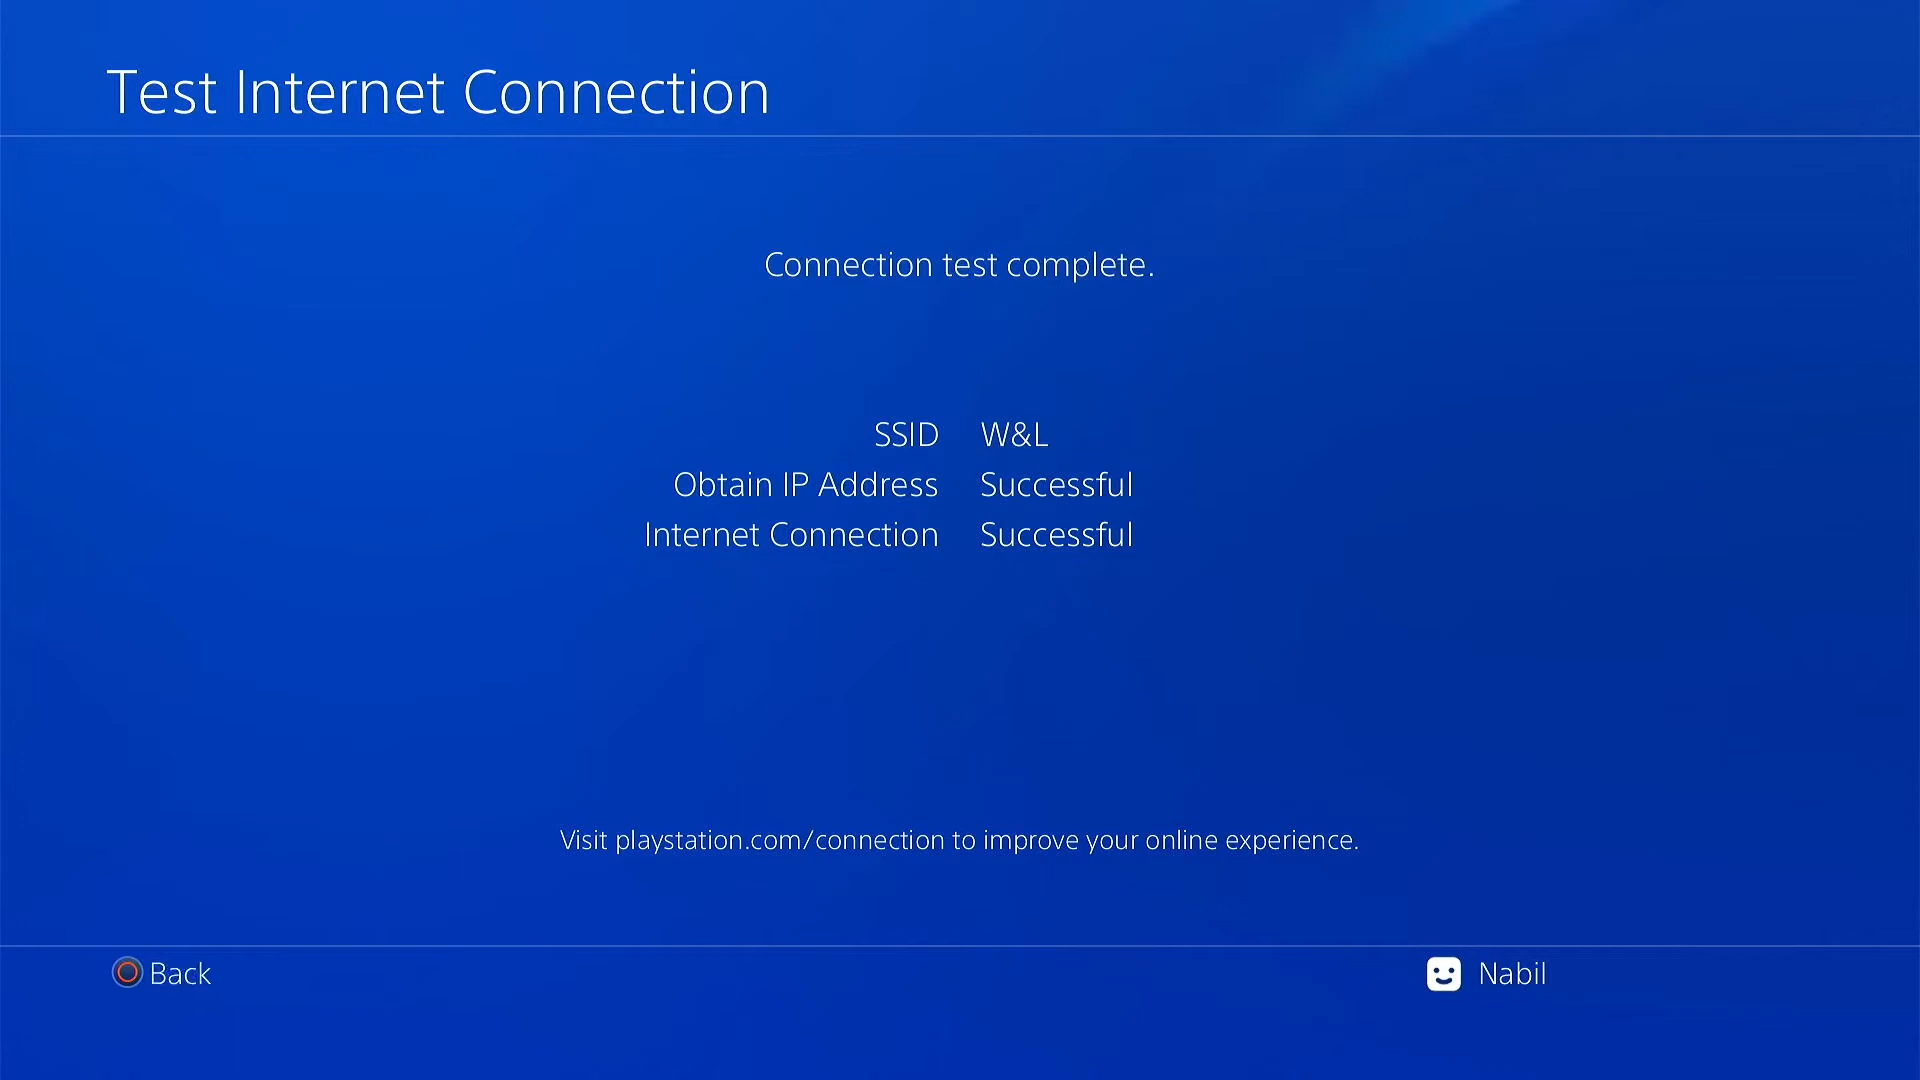 Test Internet Connection
Connection test complete.
SSID W&L
Obtain IP Address Successful
Internet Connection Successful
Visit playstation.com/connection to improve your online experience.
Back Nabil